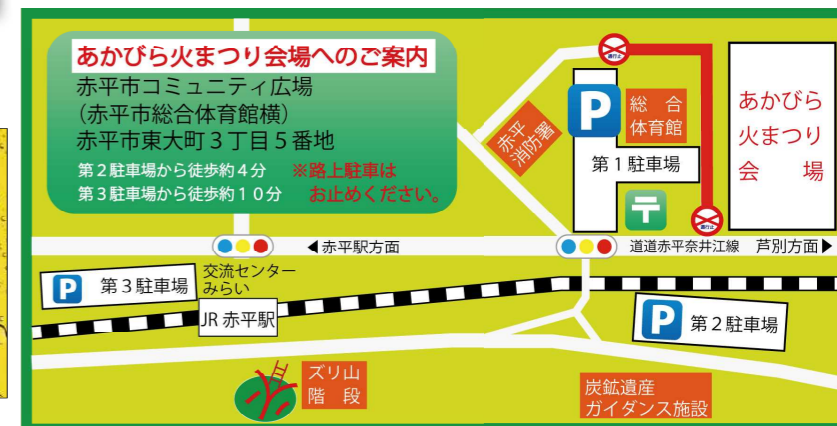 あかびら火まつり会場へのご案内
赤平市コミュニティ広場
(赤平市総合体育館横)
赤平市東大町3丁目5番地
第2駐車場から徒歩約4分 ※路上駐車は
第3駐車場から徒歩約10分 お止めください。
赤平
消防署
P
総 合
体育館
第1駐車場
〒
通行止
通行止
あかびら
火まつり
会 場
◀赤平駅方面
道道赤平奈井江線 芦別方面▶
P 第3駐車場
交流センター
みらい
JR 赤平駅
P 第2駐車場
ズリ山
階 段
炭鉱遺産
ガイダンス施設